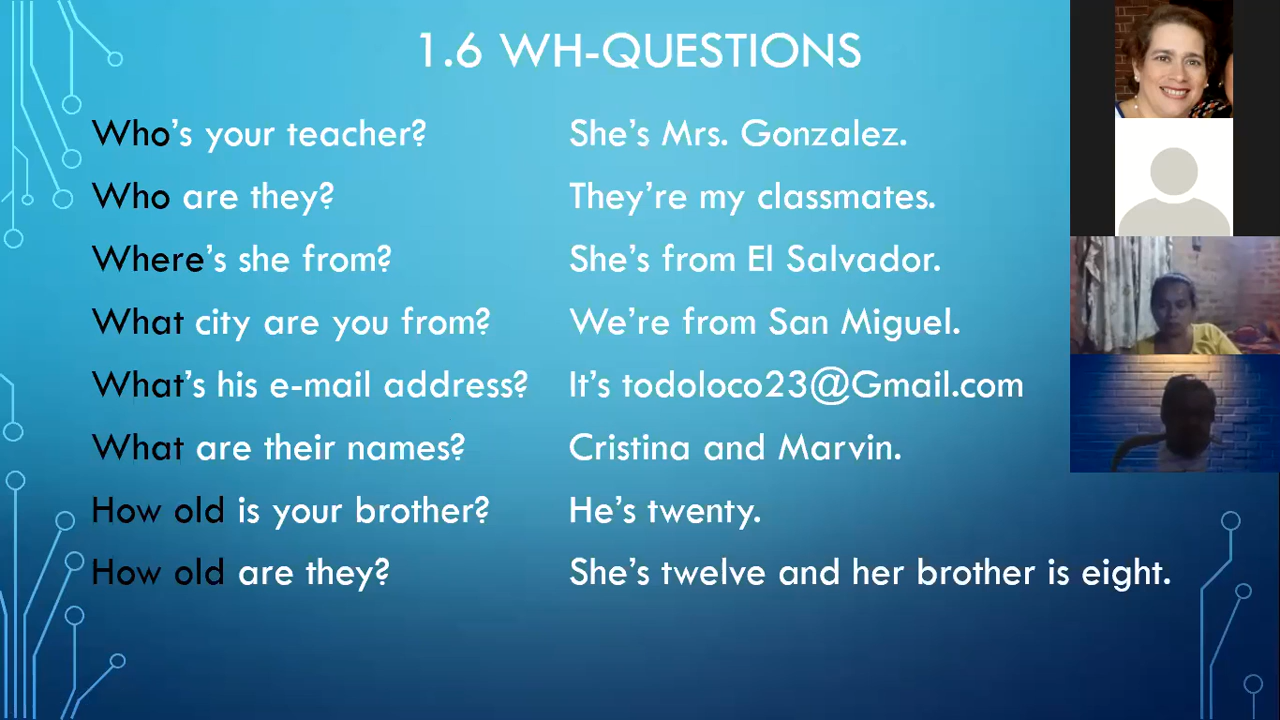 1.6 WH-QUESTIONS
Who's your teacher? She's Mrs. Gonzalez.
Who are they? They're my classmates.
Where's she from? She's from El Salvador.
What city are you from? We're from San Miguel.
What's his e-mail address? It's todoloco23@Gmail.com
What are their names? Cristina and Marvin.
How old is your brother? He's twenty.
How old are they? She's twelve and her brother is eight.